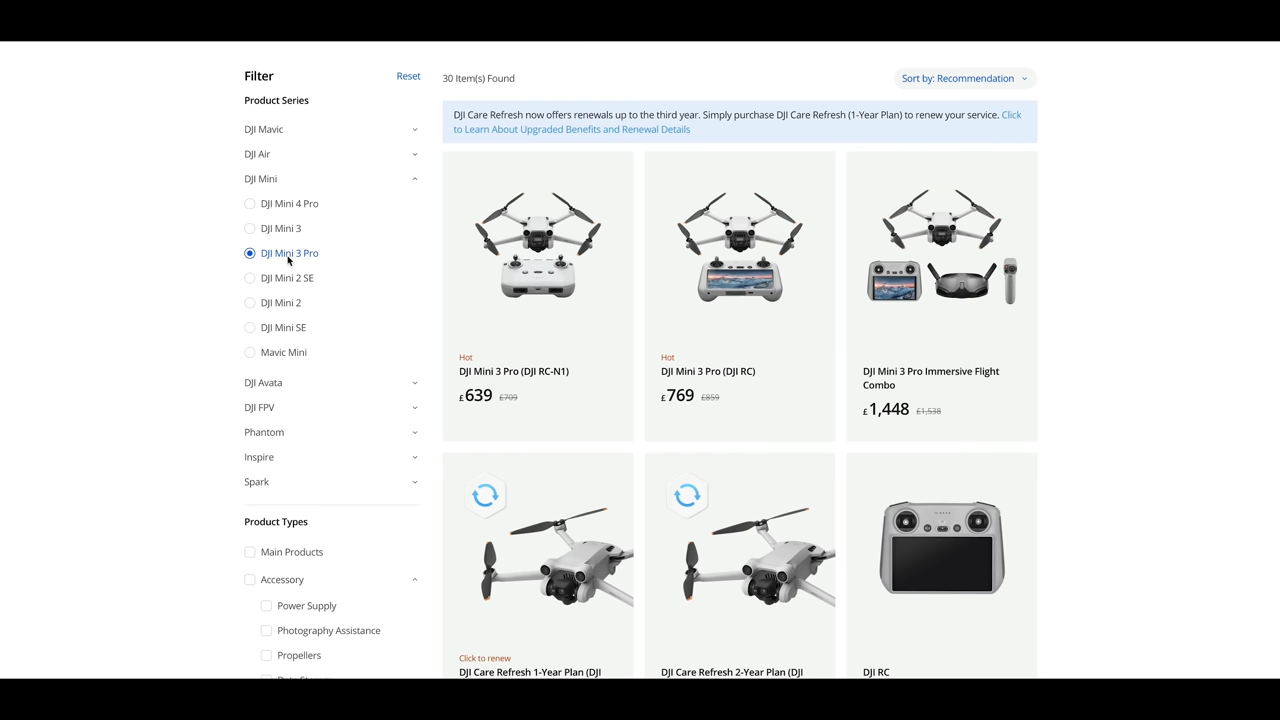 Filter
Reset
Product Series
DJI Mavic
DJI Air
DJI Mini
DJI Mini 4 Pro
DJI Mini 3
DJI Mini 3 Pro
DJI Mini 2 SE
DJI Mini 2
DJI Mini SE
Mavic Mini
DJI Avata
DJI FPV
Phantom
Inspire
Spark
Product Types
Main Products
Accessory
Power Supply
Photography Assistance
Propellers
30 Item(s) Found
Sort by: Recommendation
DJI Care Refresh now offers renewals up to the third year. Simply purchase DJI Care Refresh (1-Year Plan) to renew your service. Click
to Learn About Upgraded Benefits and Renewal Details
Hot
DJI Mini 3 Pro (DJI RC-N1)
£639 £709
Hot
DJI Mini 3 Pro (DJI RC)
£769 £859
DJI Mini 3 Pro Immersive Flight
Combo
£1,448 £1,538
Click to renew
DJI Care Refresh 1-Year Plan (DJI
DJI Care Refresh 2-Year Plan (DJI
DJI RC